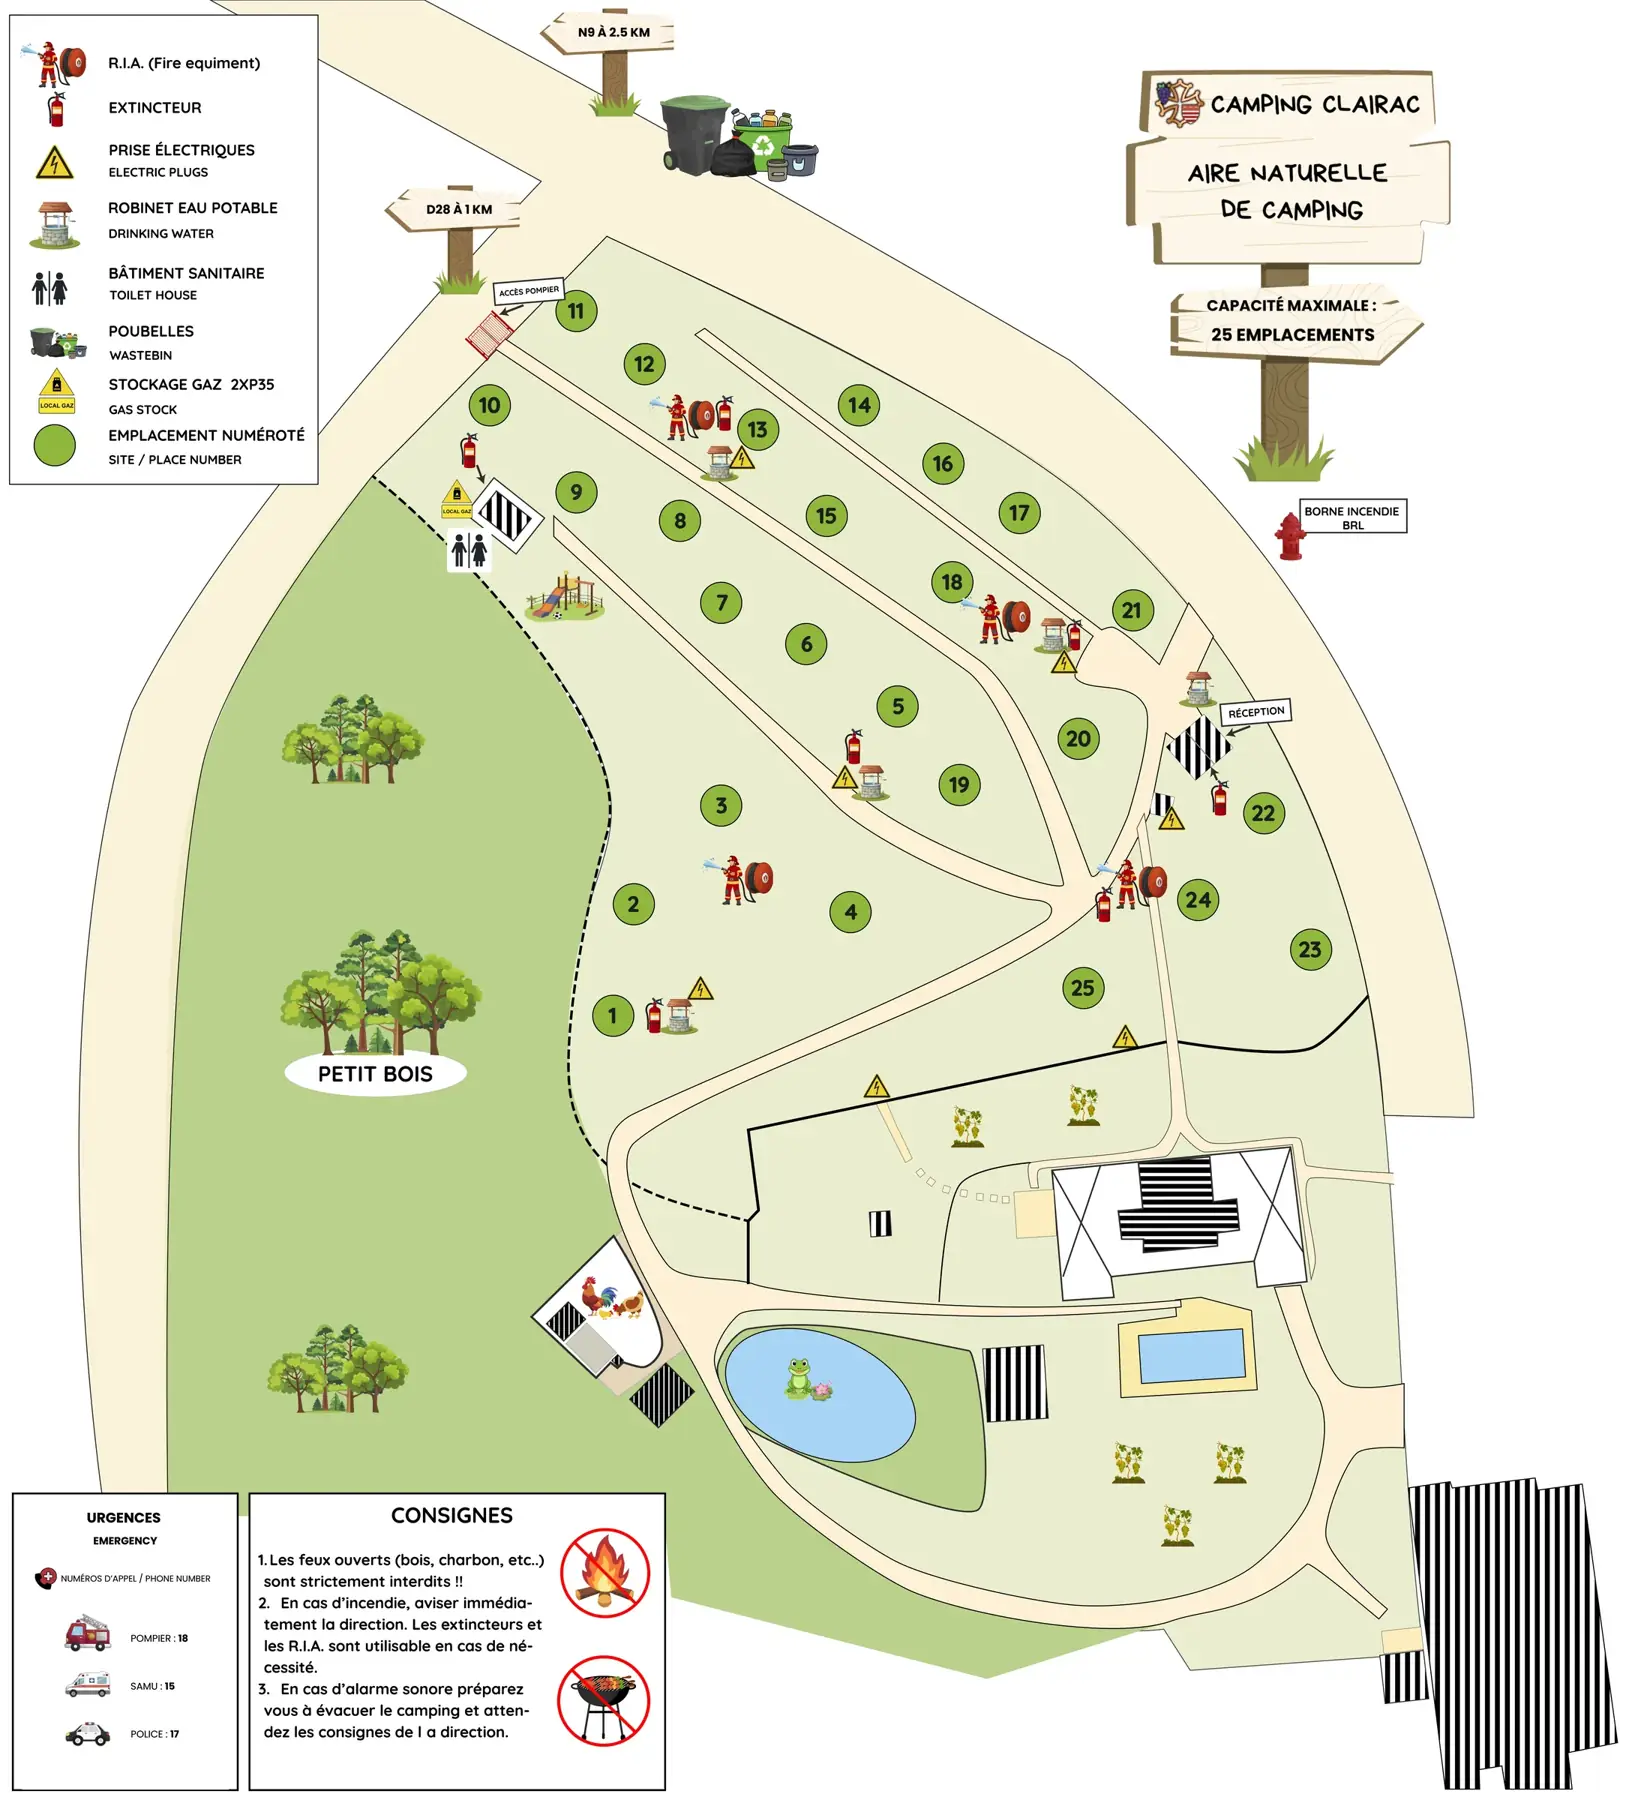 R.I.A. (Fire equiment)
EXTINCTEUR
PRISE ÉLECTRIQUES
ELECTRIC PLUGS
ROBINET EAU POTABLE
DRINKING WATER
BÂTIMENT SANITAIRE
TOILET HOUSE
POUBELLES
WASTEBIN
STOCKAGE GAZ 2XP35
GAS STOCK
LOCAL GAZ
EMPLACEMENT NUMÉROTÉ
SITE / PLACE NUMBER
N9 À 2.5 KM
D28 À 1 KM
CAMPING CLAIRAC
AIRE NATURELLE
DE CAMPING
CAPACITÉ MAXIMALE :
25 EMPLACEMENTS
BORNE INCENDIE
BRL
ACCÈS POMPIER
11
12
10
13
14
9
8
15
16
17
LOCAL GAZ
18
7
6
21
5
20
RÉCEPTION
19
3
22
2
4
24
23
25
1
PETIT BOIS
URGENCES
EMERGENCY
NUMÉROS D'APPEL / PHONE NUMBER
POMPIER : 18
SAMU : 15
POLICE : 17
CONSIGNES
1. Les feux ouverts (bois, charbon, etc..)
sont strictement interdits !!
2. En cas d'incendie, aviser immédia-
tement la direction. Les extincteurs et
les R.I.A. sont utilisable en cas de né-
cessité.
3. En cas d'alarme sonore préparez
vous à évacuer le camping et atten-
dez les consignes de l a direction.